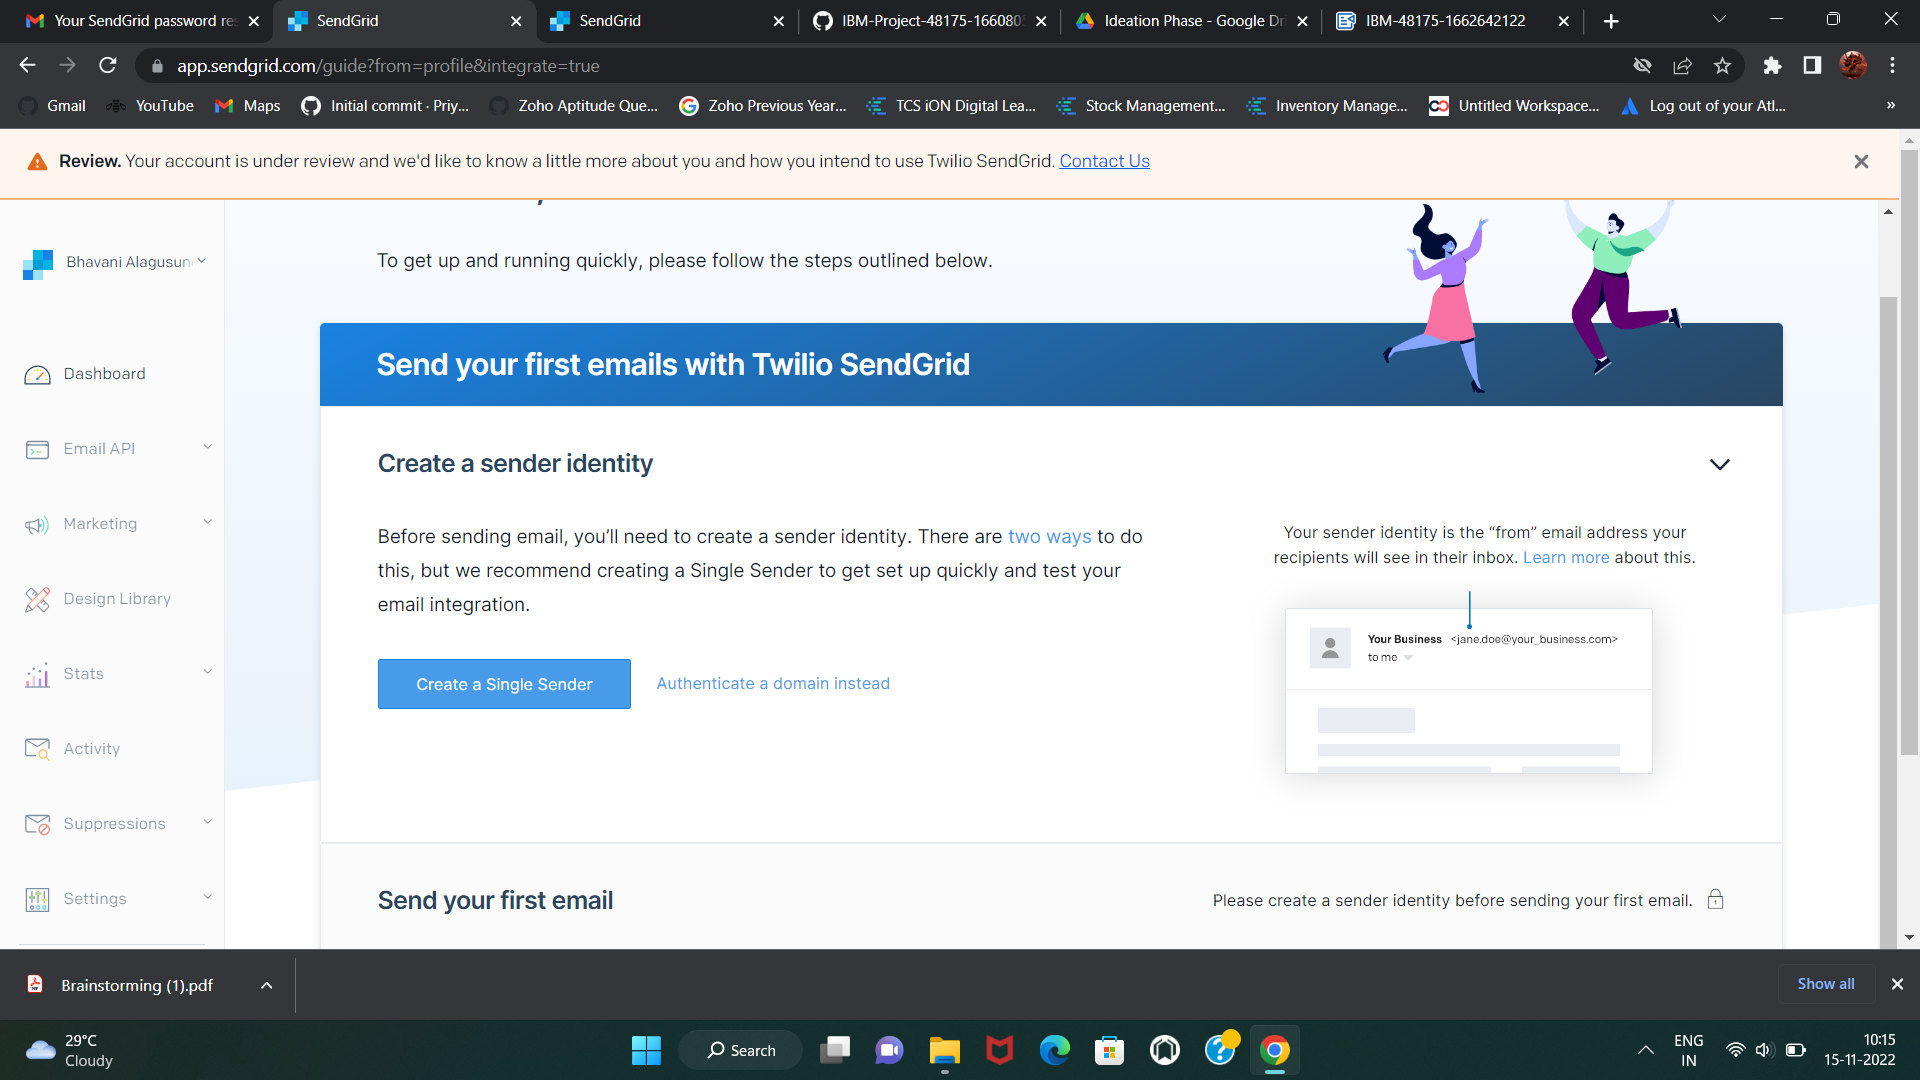 Your SendGrid password re
SendGrid
SendGrid
IBM-Project-48175-166080
Ideation Phase - Google Dri
IBM-48175-1662642122
app.sendgrid.com/guide?from=profile&integrate=true
Gmail
YouTube
Maps
Initial commit · Priy...
Zoho Aptitude Que...
Zoho Previous Year...
TCS iON Digital Lea...
Stock Management...
Inventory Manage...
Untitled Workspace...
Log out of your Atl...
»
Review. Your account is under review and we'd like to know a little more about you and how you intend to use Twilio SendGrid. Contact Us
Bhavani Alagusun
To get up and running quickly, please follow the steps outlined below.
Dashboard
Email API
Marketing
Design Library
Stats
Activity
Suppressions
Settings
Send your first emails with Twilio SendGrid
Create a sender identity
Before sending email, you’ll need to create a sender identity. There are two ways to do
this, but we recommend creating a Single Sender to get set up quickly and test your
email integration.
Create a Single Sender
Authenticate a domain instead
Your sender identity is the “from” email address your
recipients will see in their inbox. Learn more about this.
Your Business <jane.doe@your_business.com>
to me
Send your first email
Please create a sender identity before sending your first email.
Brainstorming (1).pdf
Show all
29°C
Cloudy
Search
ENG
IN
10:15
15-11-2022